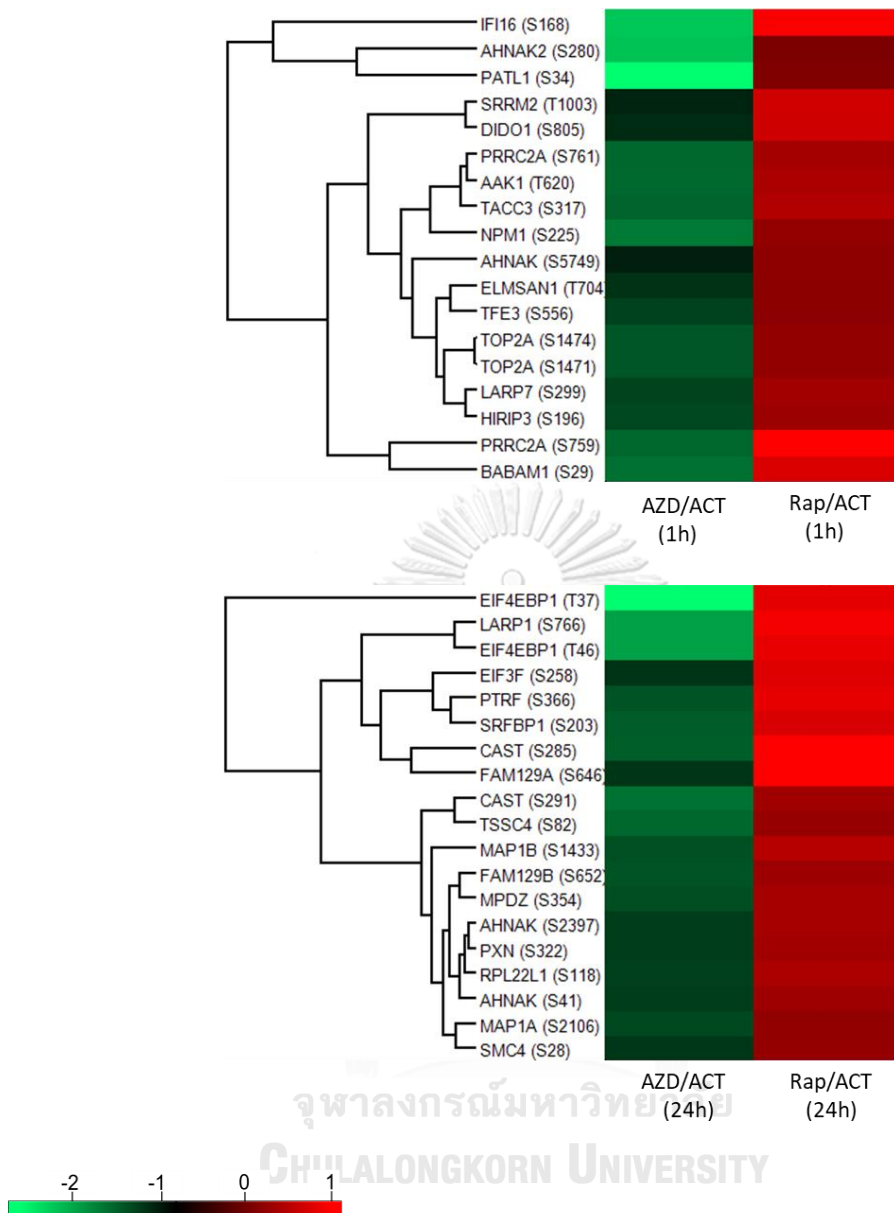 IFI16 (S168)
AHNAK2 (S280)
PATL1 (S34)
SRRM2 (T1003)
DIDO1 (S805)
PRRC2A (S761)
AAK1 (T620)
TACC3 (S317)
NPM1 (S225)
AHNAK (S5749)
ELMSAN1 (T704)
TFE3 (S556)
TOP2A (S1474)
TOP2A (S1471)
LARP7 (S299)
HIRIP3 (S196)
PRRC2A (S759)
BABAM1 (S29)
AZD/ACT Rap/ACT
(1h) (1h)
EIF4EBP1 (T37)
LARP1 (S766)
EIF4EBP1 (T46)
EIF3F (S258)
PTRF (S366)
SRFBP1 (S203)
CAST (S285)
FAM129A (S646)
CAST (S291)
TSSC4 (S82)
MAP1B (S1433)
FAM129B (S652)
MPDZ (S354)
AHNAK (S2397)
PXN (S322)
RPL22L1 (S118)
AHNAK (S41)
MAP1A (S2106)
SMC4 (S28)
AZD/ACT Rap/ACT
(24h) (24h)
จุฬาลงกรณ์มหาวิทยาลัย
CHULALONGKORN UNIVERSITY
-2 -1 0 1